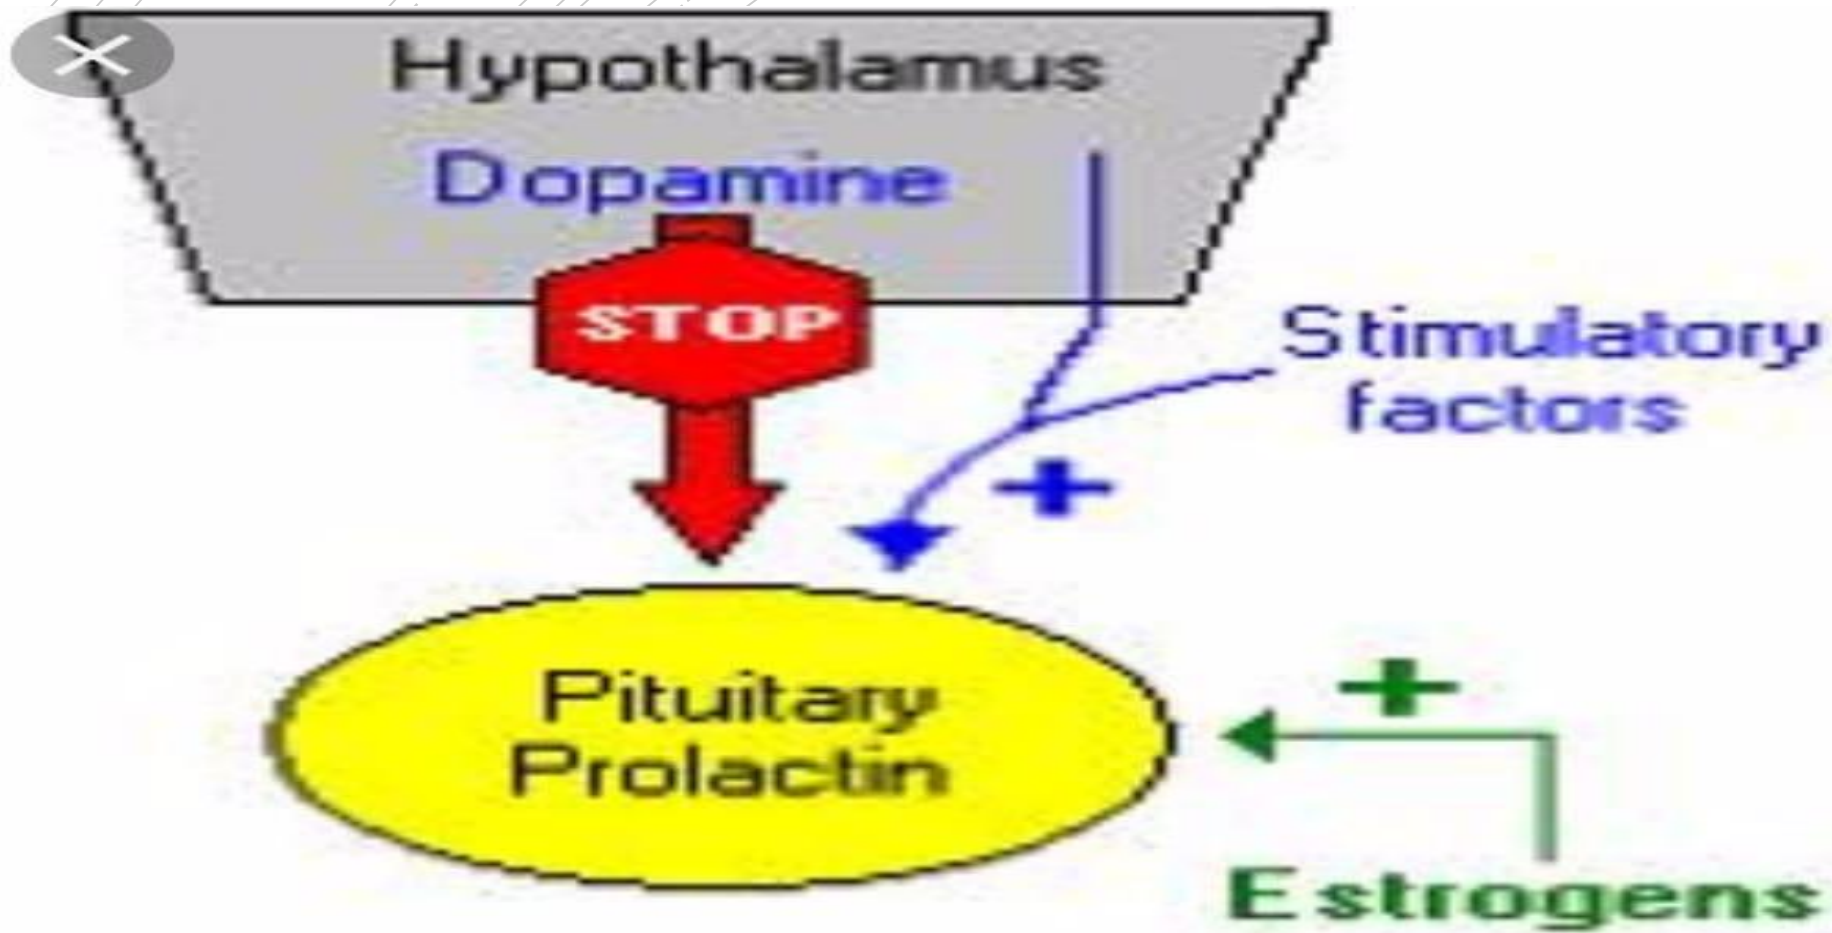 Hypothalamus
Dopamine
STOP
Stimulatory
factors
+
Pituitary
Prolactin
+
Estrogens